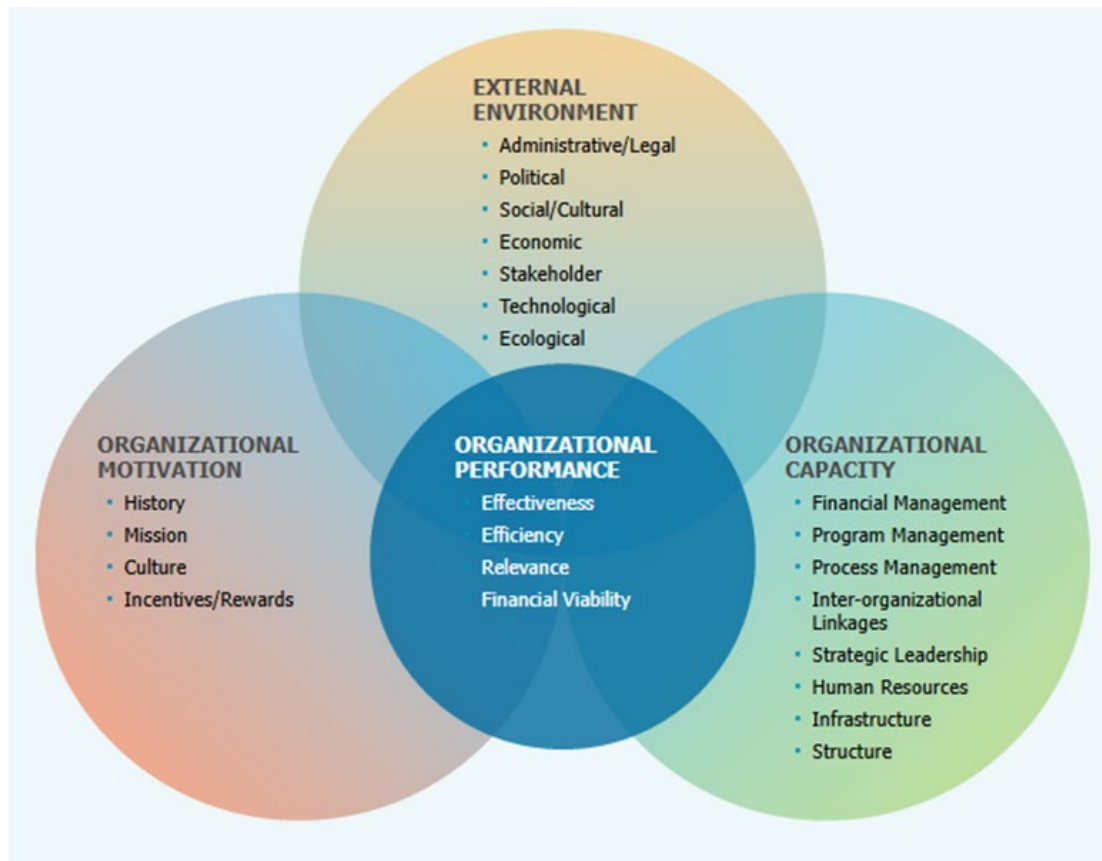 EXTERNAL
ENVIRONMENT
• Administrative/Legal
• Political
• Social/Cultural
• Economic
• Stakeholder
• Technological
• Ecological
ORGANIZATIONAL
MOTIVATION
• History
• Mission
• Culture
• Incentives/Rewards
ORGANIZATIONAL
PERFORMANCE
• Effectiveness
• Efficiency
• Relevance
• Financial Viability
ORGANIZATIONAL
CAPACITY
• Financial Management
• Program Management
• Process Management
• Inter-organizational
Linkages
• Strategic Leadership
• Human Resources
• Infrastructure
• Structure